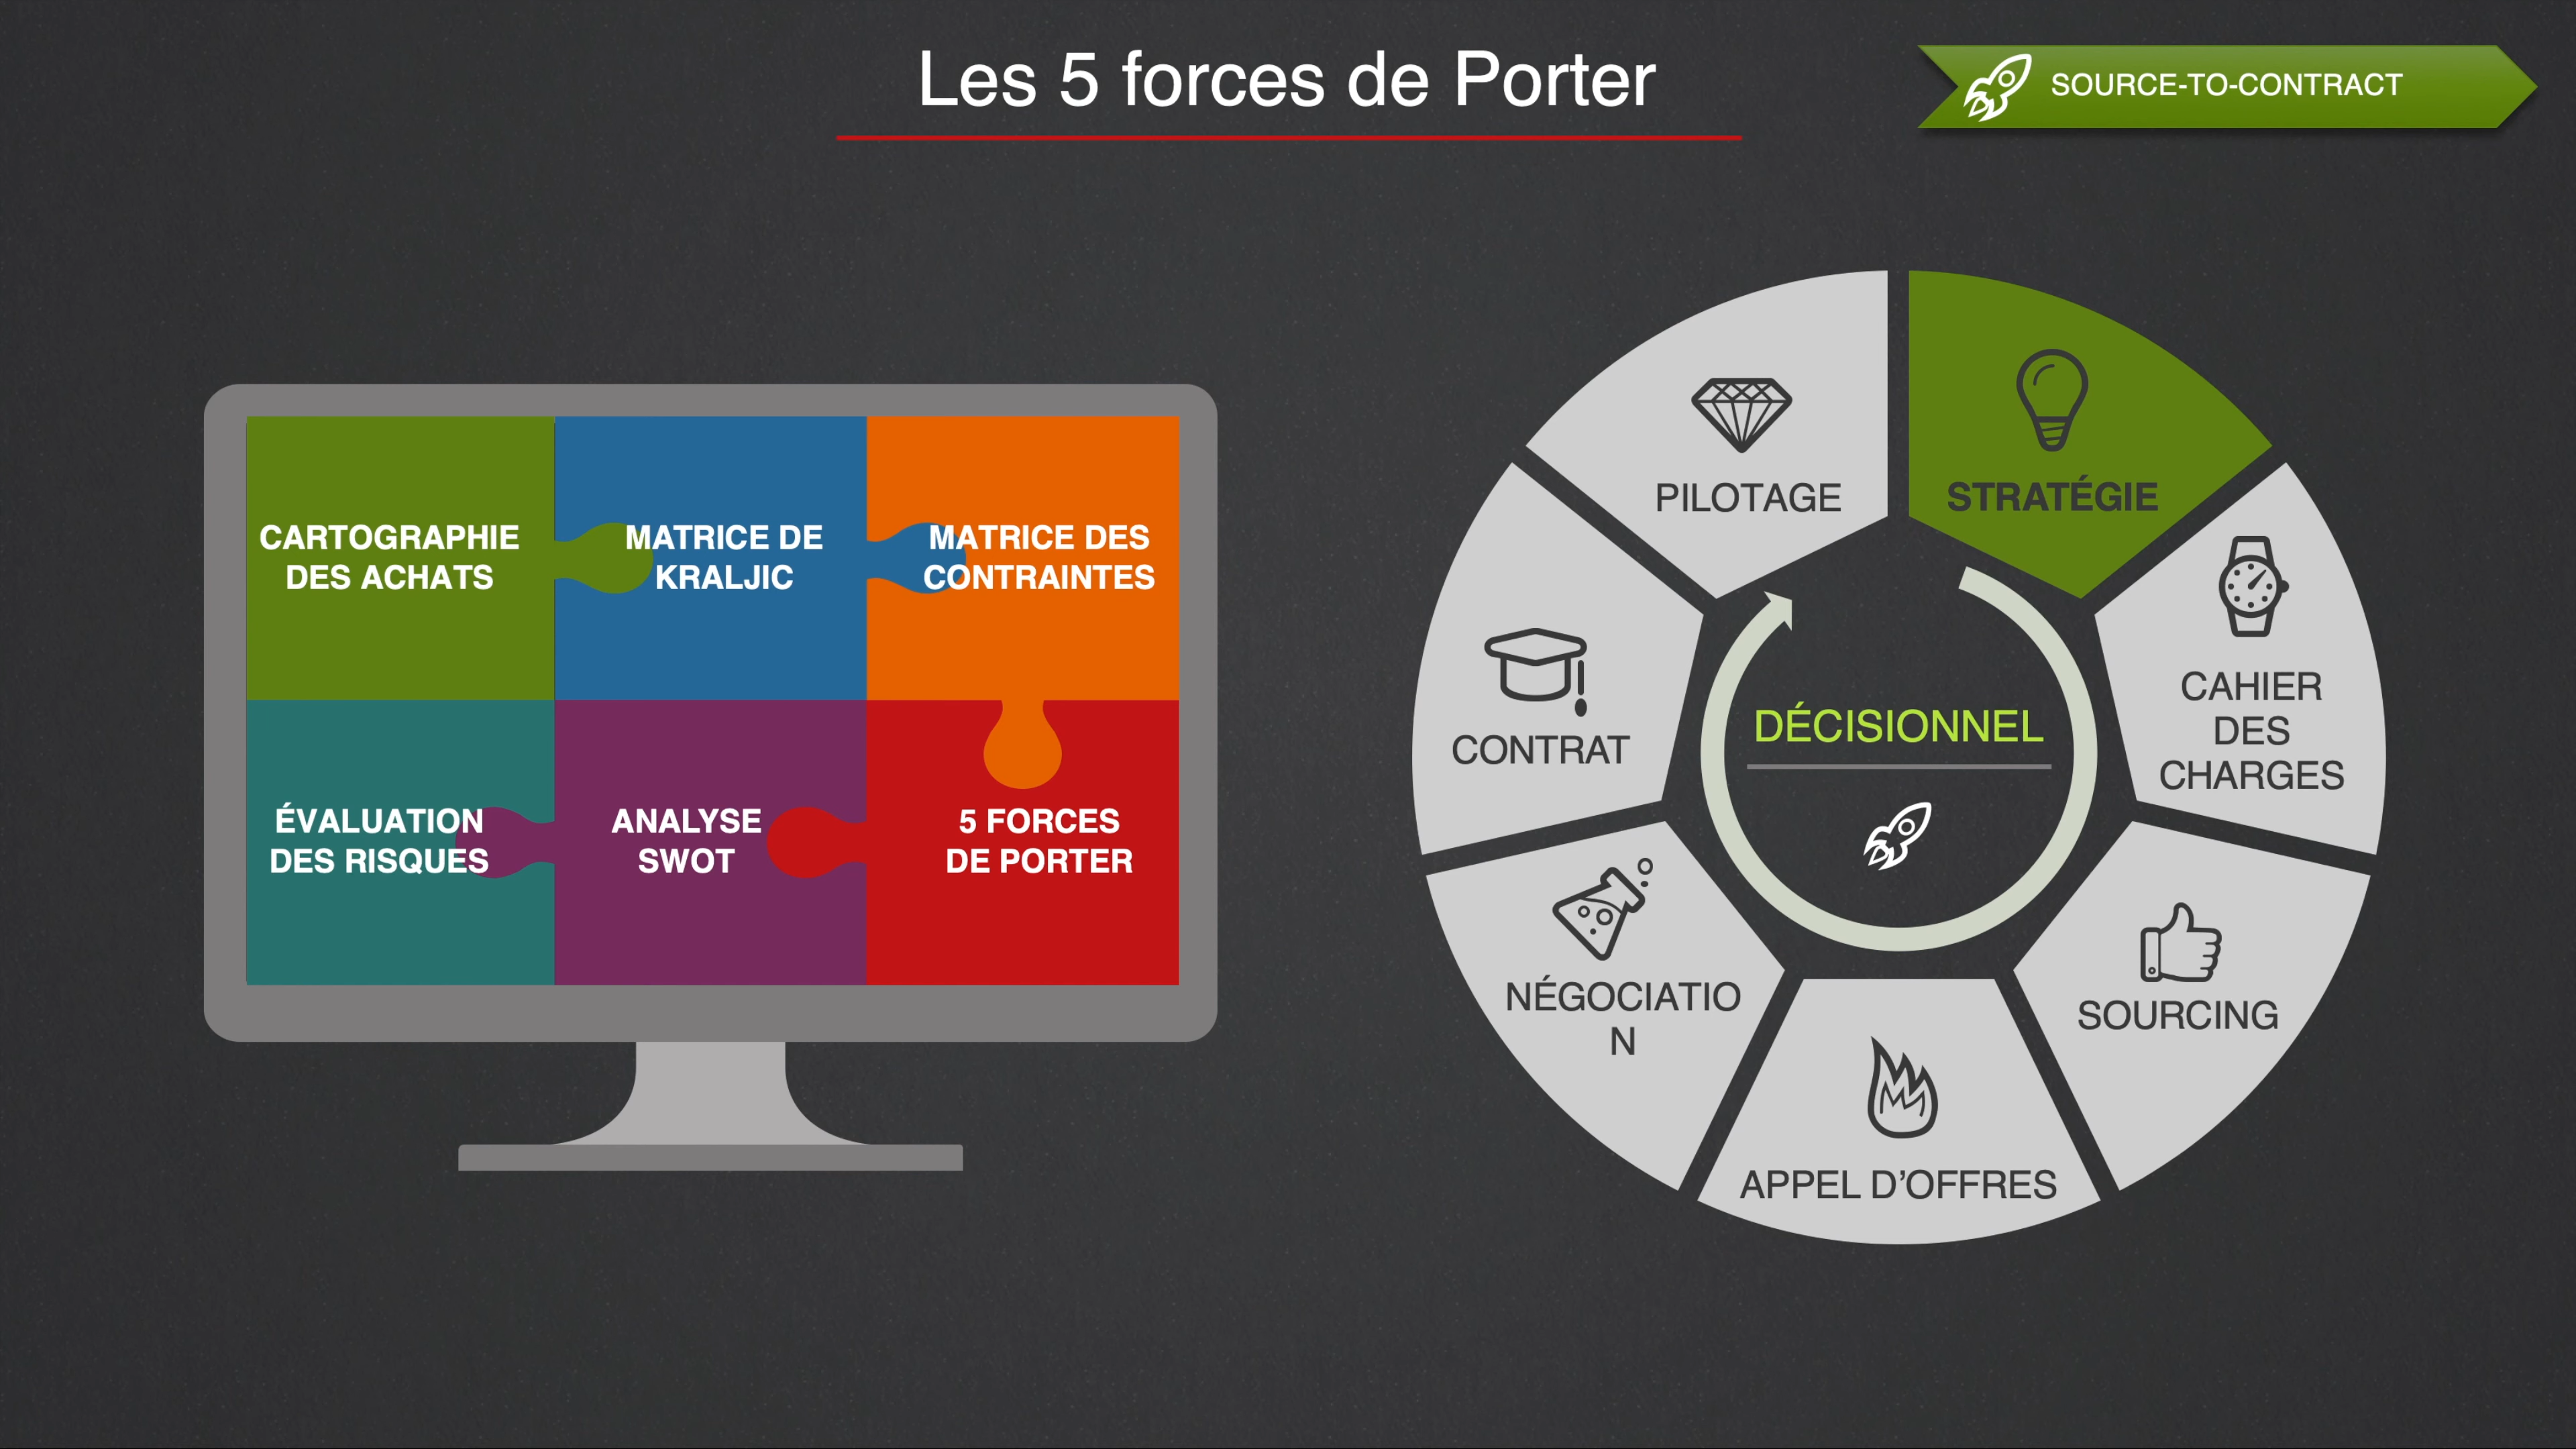 Les 5 forces de Porter
SOURCE-TO-CONTRACT
CARTOGRAPHIE
DES ACHATS
MATRICE DE
KRALJIC
MATRICE DES
CONTRAINTES
ÉVALUATION
DES RISQUES
ANALYSE
SWOT
5 FORCES
DE PORTER
PILOTAGE
STRATÉGIE
CAHIER
DES
CHARGES
SOURCING
APPEL D’OFFRES
NÉGOCIATIO
N
CONTRAT
DÉCISIONNEL